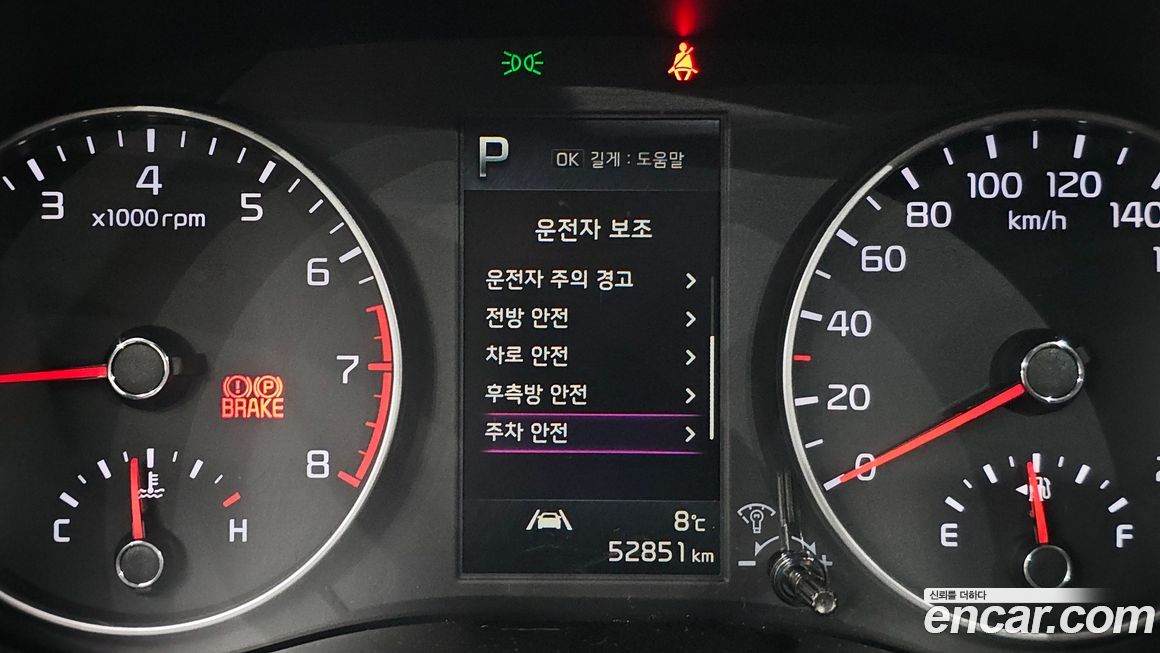 P
OK 길게 : 도움말
운전자 보조
운전자 주의 경고
전방 안전
차로 안전
후측방 안전
주차 안전
8℃
52851 km
3
4
5
6
7
8
x1000 rpm
(!) (P)
BRAKE
C
H
0
20
40
60
80
100
120
140
km/h
E
F
- +
신뢰를 더하다
encar.com